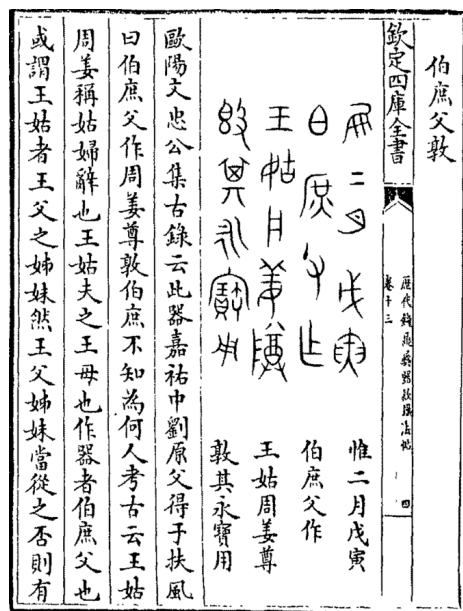 伯庶父敦
欽定四庫全書
歷代鐘鼎彝器款識法帖
卷十三
四
惟二月戊寅
伯庶父作
王姑周姜尊
敦其永寶用
歐陽文忠公集古錄云此器嘉祐中劉原父得于扶風
曰伯庶父作周姜尊敦伯庶不知為何人考古云王姑
周姜稱姑婦辭也王姑夫之王母也作器者伯庶父也
或謂王姑者王父之姊妹然王父姊妹當從之否則有